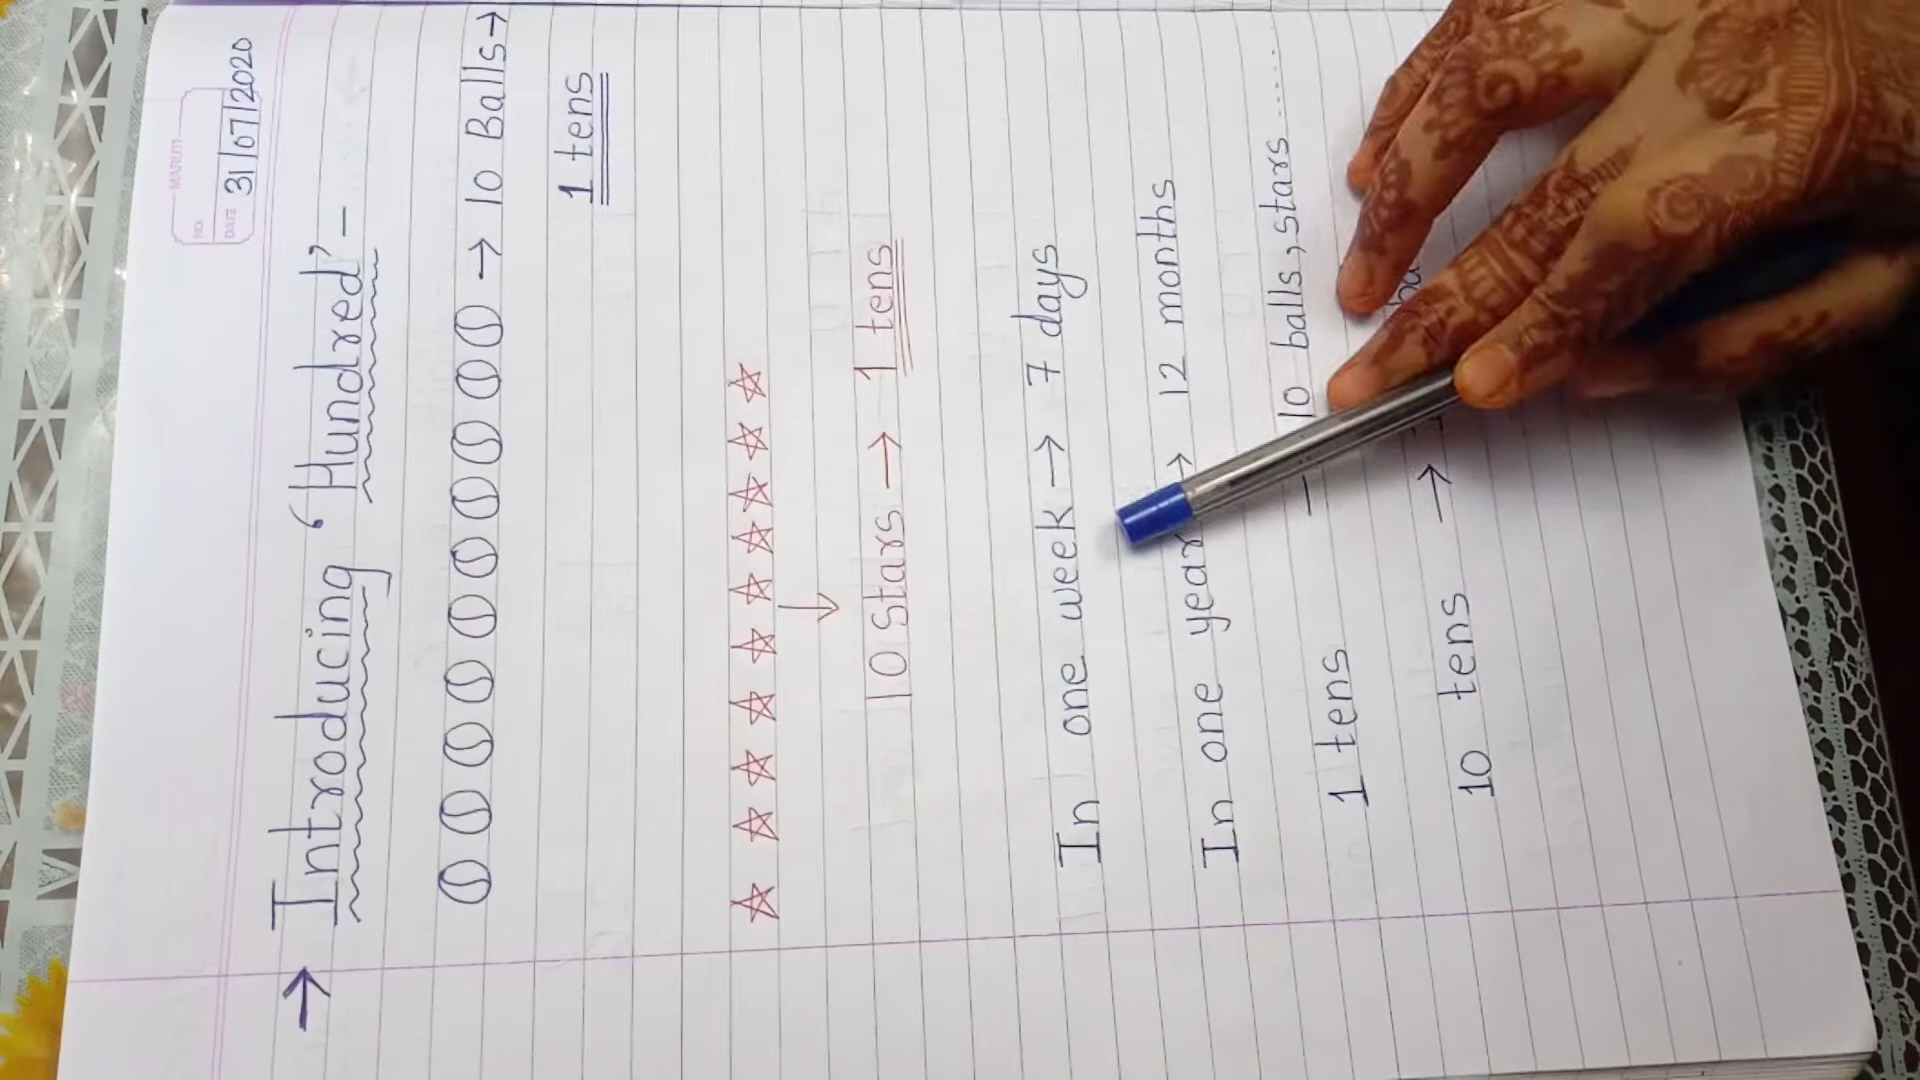 MARUTI
NO.
DATE 31/07/2020
→ Introducing 'Hundred' -
→ 10 Balls →
1 tens
10 Stars → 1 tens
In one week → 7 days
In one year → 12 months
1 tens → 10 balls, stars ......
10 tens →